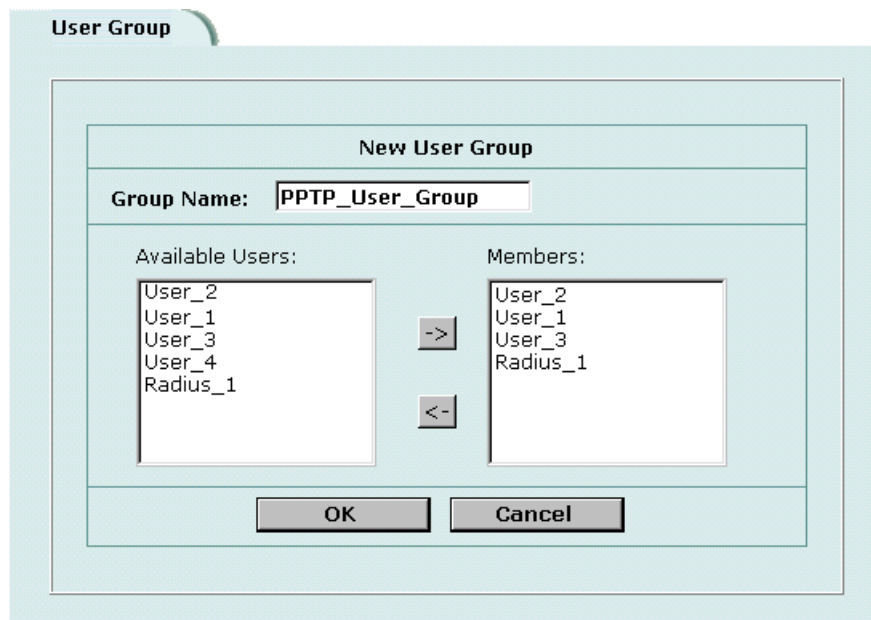 User Group
New User Group
Group Name: PPTP_User_Group
Available Users:
User_2
User_1
User_3
User_4
Radius_1
->
<-
Members:
User_2
User_1
User_3
Radius_1
OK
Cancel